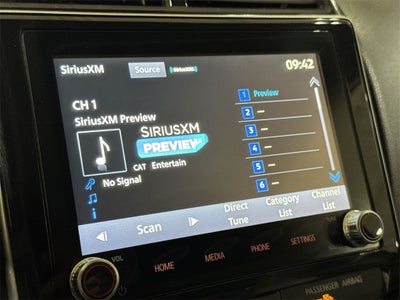 SiriusXM Source SiriusXM 09:42
CH 1
SiriusXM Preview
SIRIUSXM
PREVIEW
CAT Entertain
No Signal
1 Preview
2 ---
3 ---
4 ---
5 ---
6 ---
Scan
Direct Tune
Category List
Channel List
VOL
HOME MEDIA PHONE SETTINGS
TUNE
PASSENGER AIRBAG